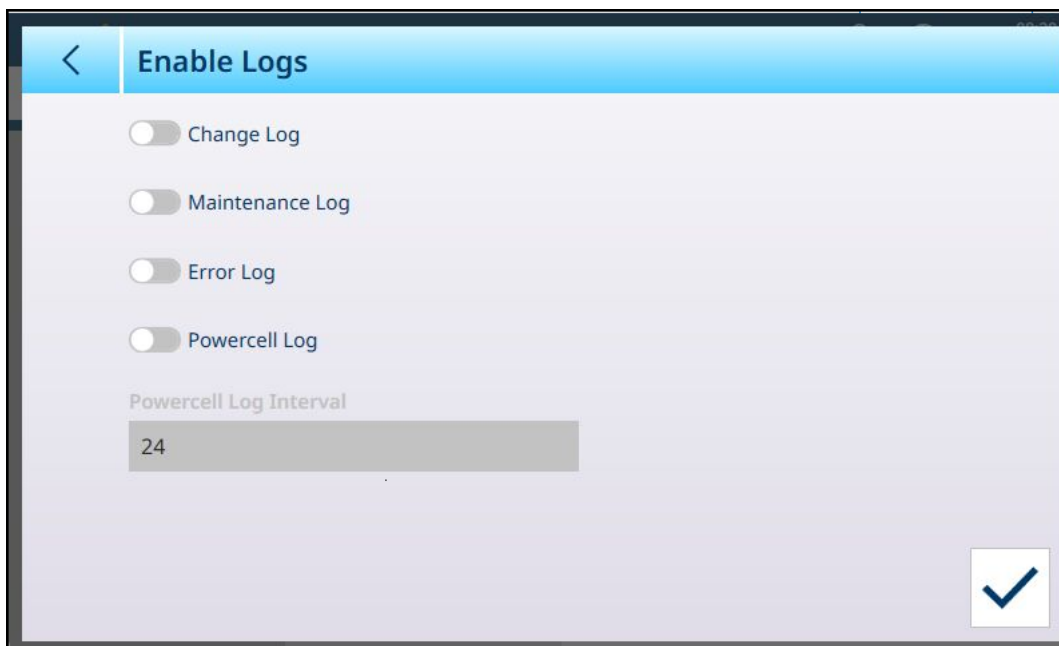 Enable Logs
Change Log
Maintenance Log
Error Log
Powercell Log
Powercell Log Interval
24